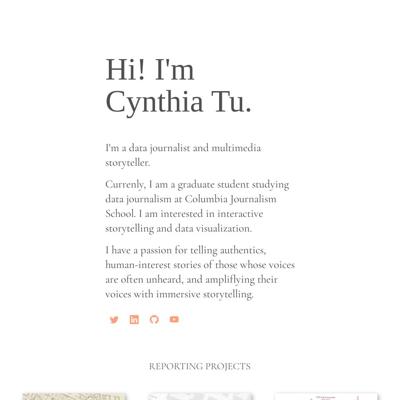 Hi! I'm
Cynthia Tu.
I'm a data journalist and multimedia
storyteller.
Currenly, I am a graduate student studying
data journalism at Columbia Journalism
School. I am interested in interactive
storytelling and data visualization.
I have a passion for telling authentics,
human-interest stories of those whose voices
are often unheard, and ampliflying their
voices with immersive storytelling.
REPORTING PROJECTS